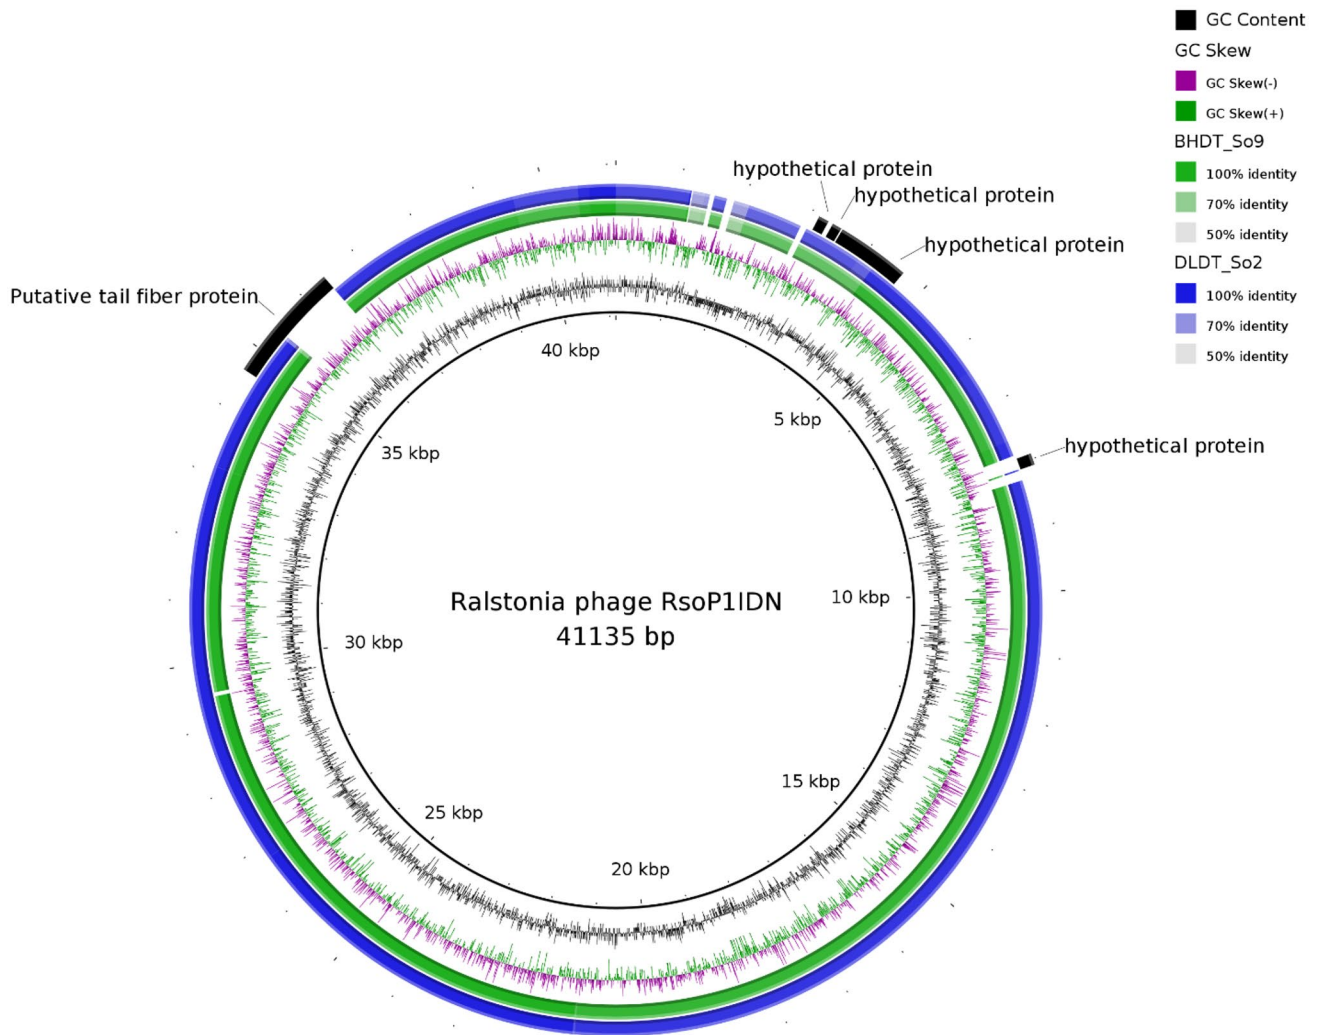 GC Content
GC Skew
GC Skew(-)
GC Skew(+)
BHDT_So9
100% identity
70% identity
50% identity
DLDT_So2
100% identity
70% identity
50% identity
hypothetical protein
hypothetical protein
hypothetical protein
Putative tail fiber protein
hypothetical protein
40 kbp
5 kbp
35 kbp
10 kbp
30 kbp
15 kbp
25 kbp
20 kbp
Ralstonia phage RsoP1IDN
41135 bp